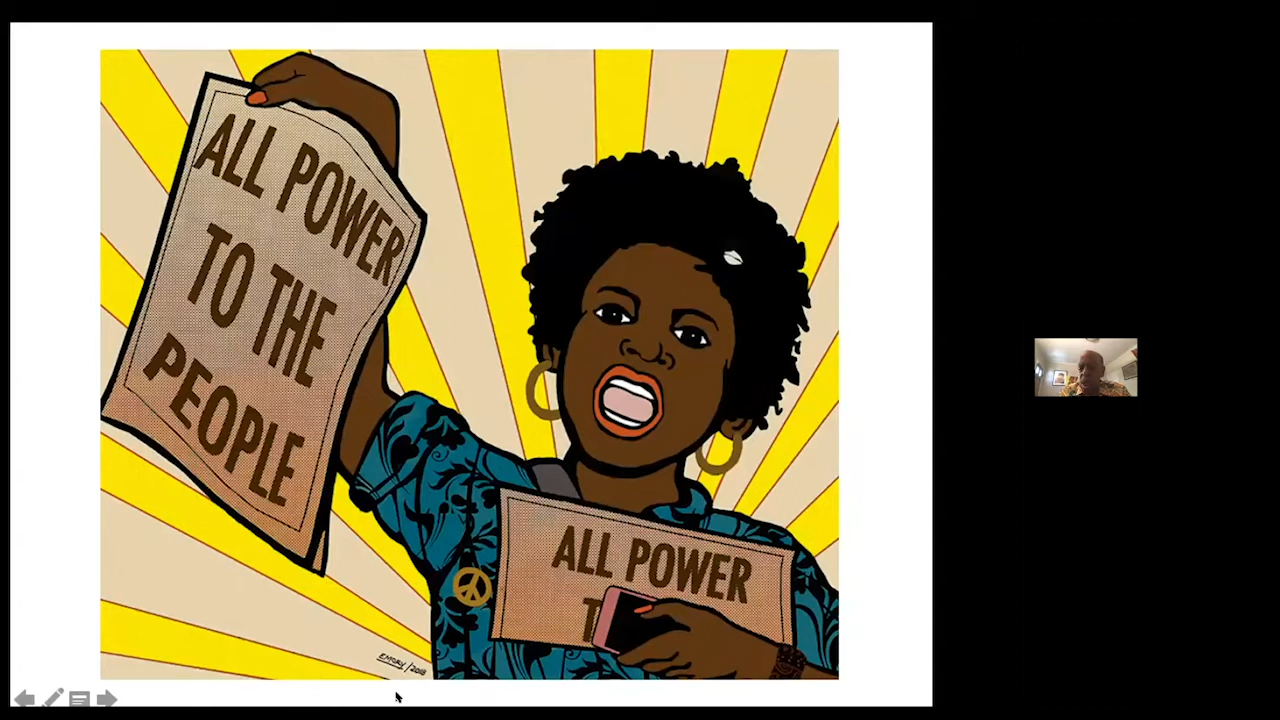 ALL POWER
TO THE
PEOPLE
ALL POWER
T
EMORY/2018